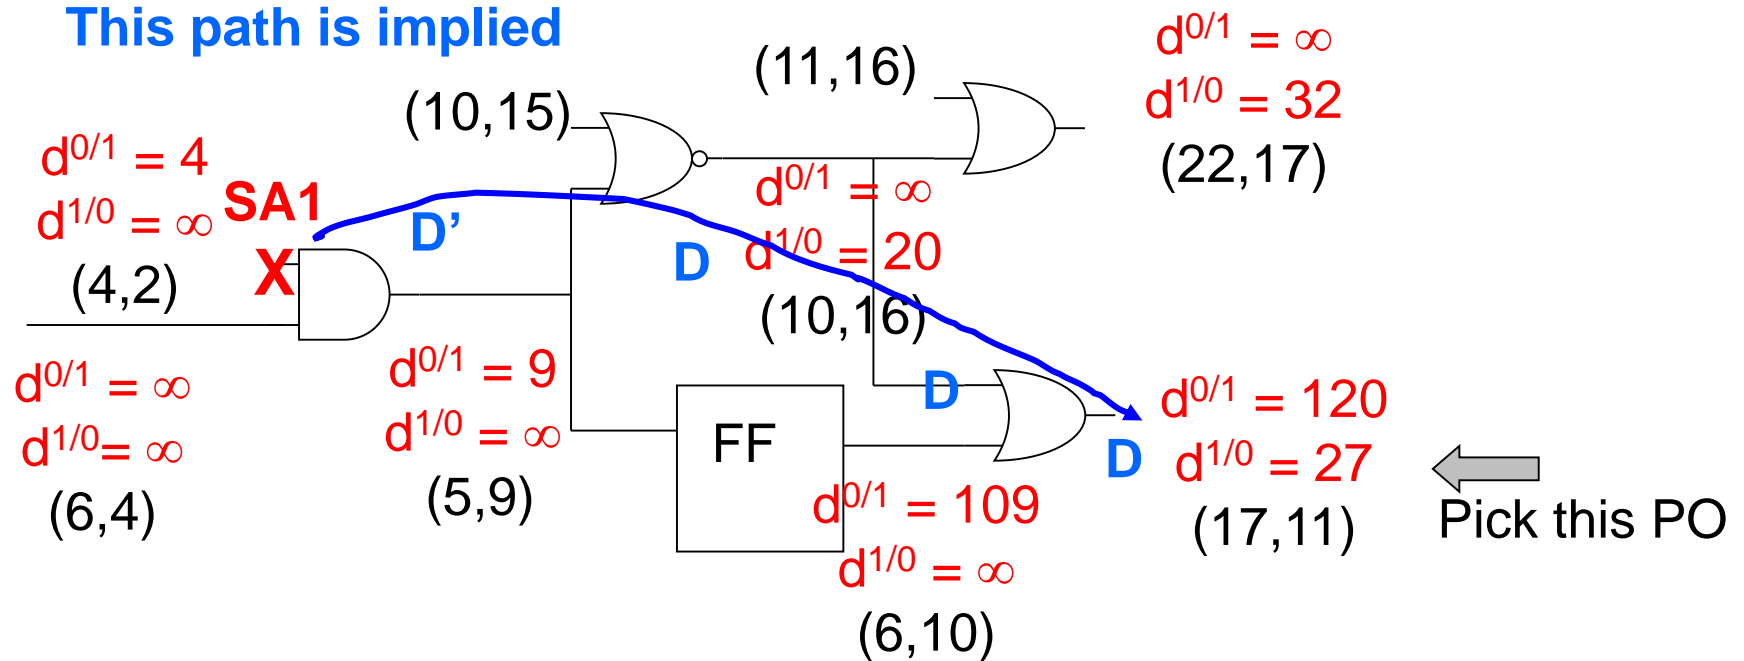 This path is implied
d0/1 = ∞
d1/0 = 32
(22,17)
(11,16)
(10,15)
d0/1 = 4
d1/0 = ∞
SA1
X
(4,2)
D’
D
d0/1 = ∞
d1/0 = 20
(10,16)
d0/1 = ∞
d1/0= ∞
(6,4)
d0/1 = 9
d1/0 = ∞
(5,9)
FF
D
d0/1 = 109
d1/0 = ∞
(6,10)
D
d0/1 = 120
d1/0 = 27
(17,11)
Pick this PO